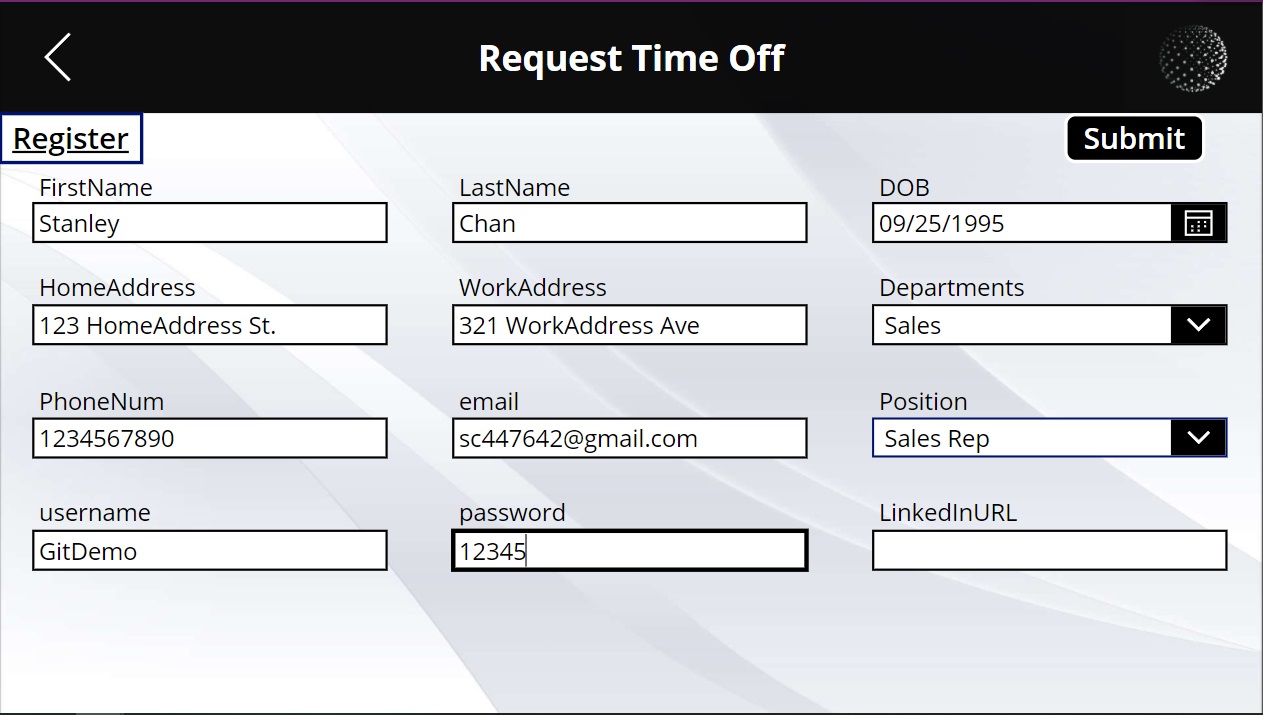 Request Time Off
Register
Submit
FirstName
LastName
DOB
Stanley
Chan
09/25/1995
HomeAddress
WorkAddress
Departments
123 HomeAddress St.
321 WorkAddress Ave
Sales
PhoneNum
email
Position
1234567890
sc447642@gmail.com
Sales Rep
username
password
LinkedInURL
GitDemo
12345